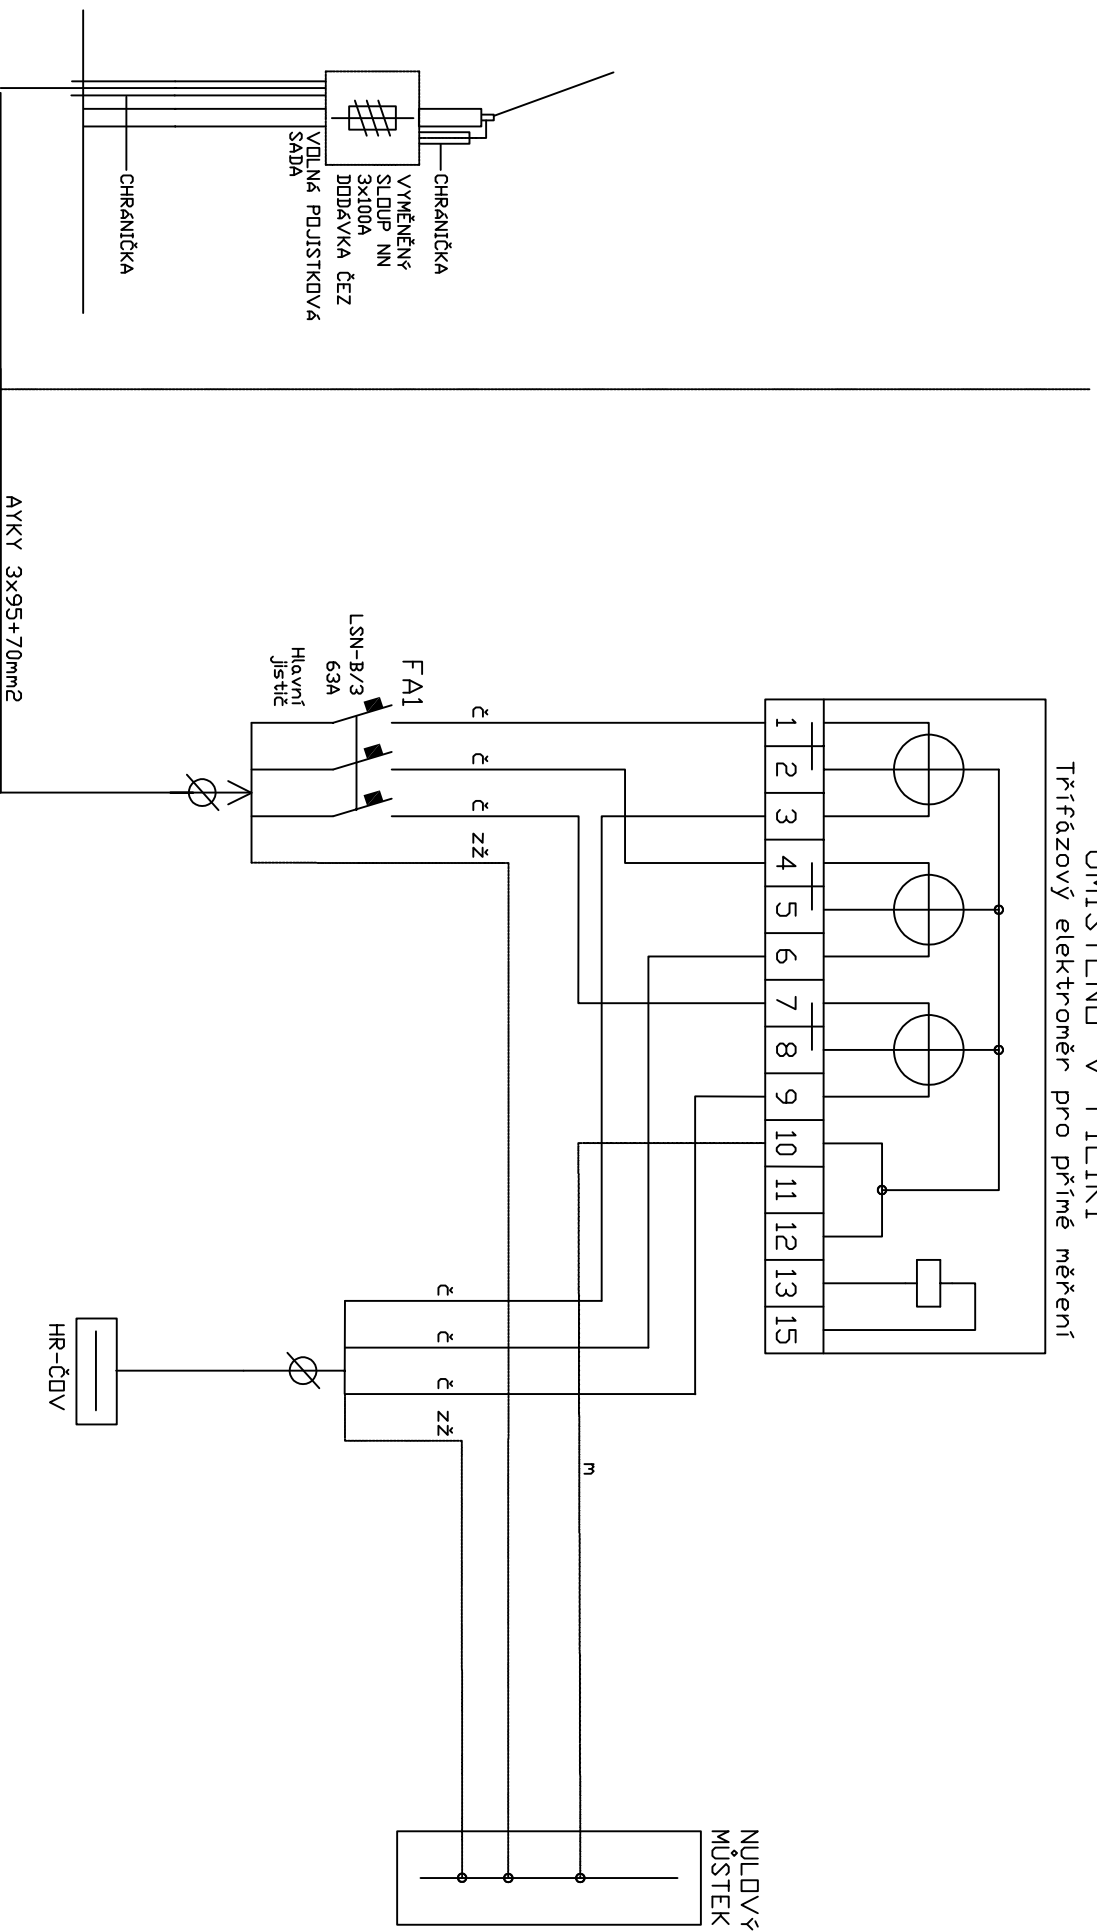 Třífázový elektroměr pro přímé měření
1
2
3
4
5
6
7
8
9
10
11
12
13
15
NULOVÝ
MŮSTEK
CHRÁNIČKA
VYMĚNĚNÝ
SLOUP NN
3x100A
DODÁVKA ČEZ
VOLNÁ POJISTKOVÁ
SADA
CHRÁNIČKA
FA1
LSN-B/3
63A
Hlavní
jistič
č
č
č
zž
m
č
č
č
zž
HR-ČOV
AYKY 3x95+70mm2